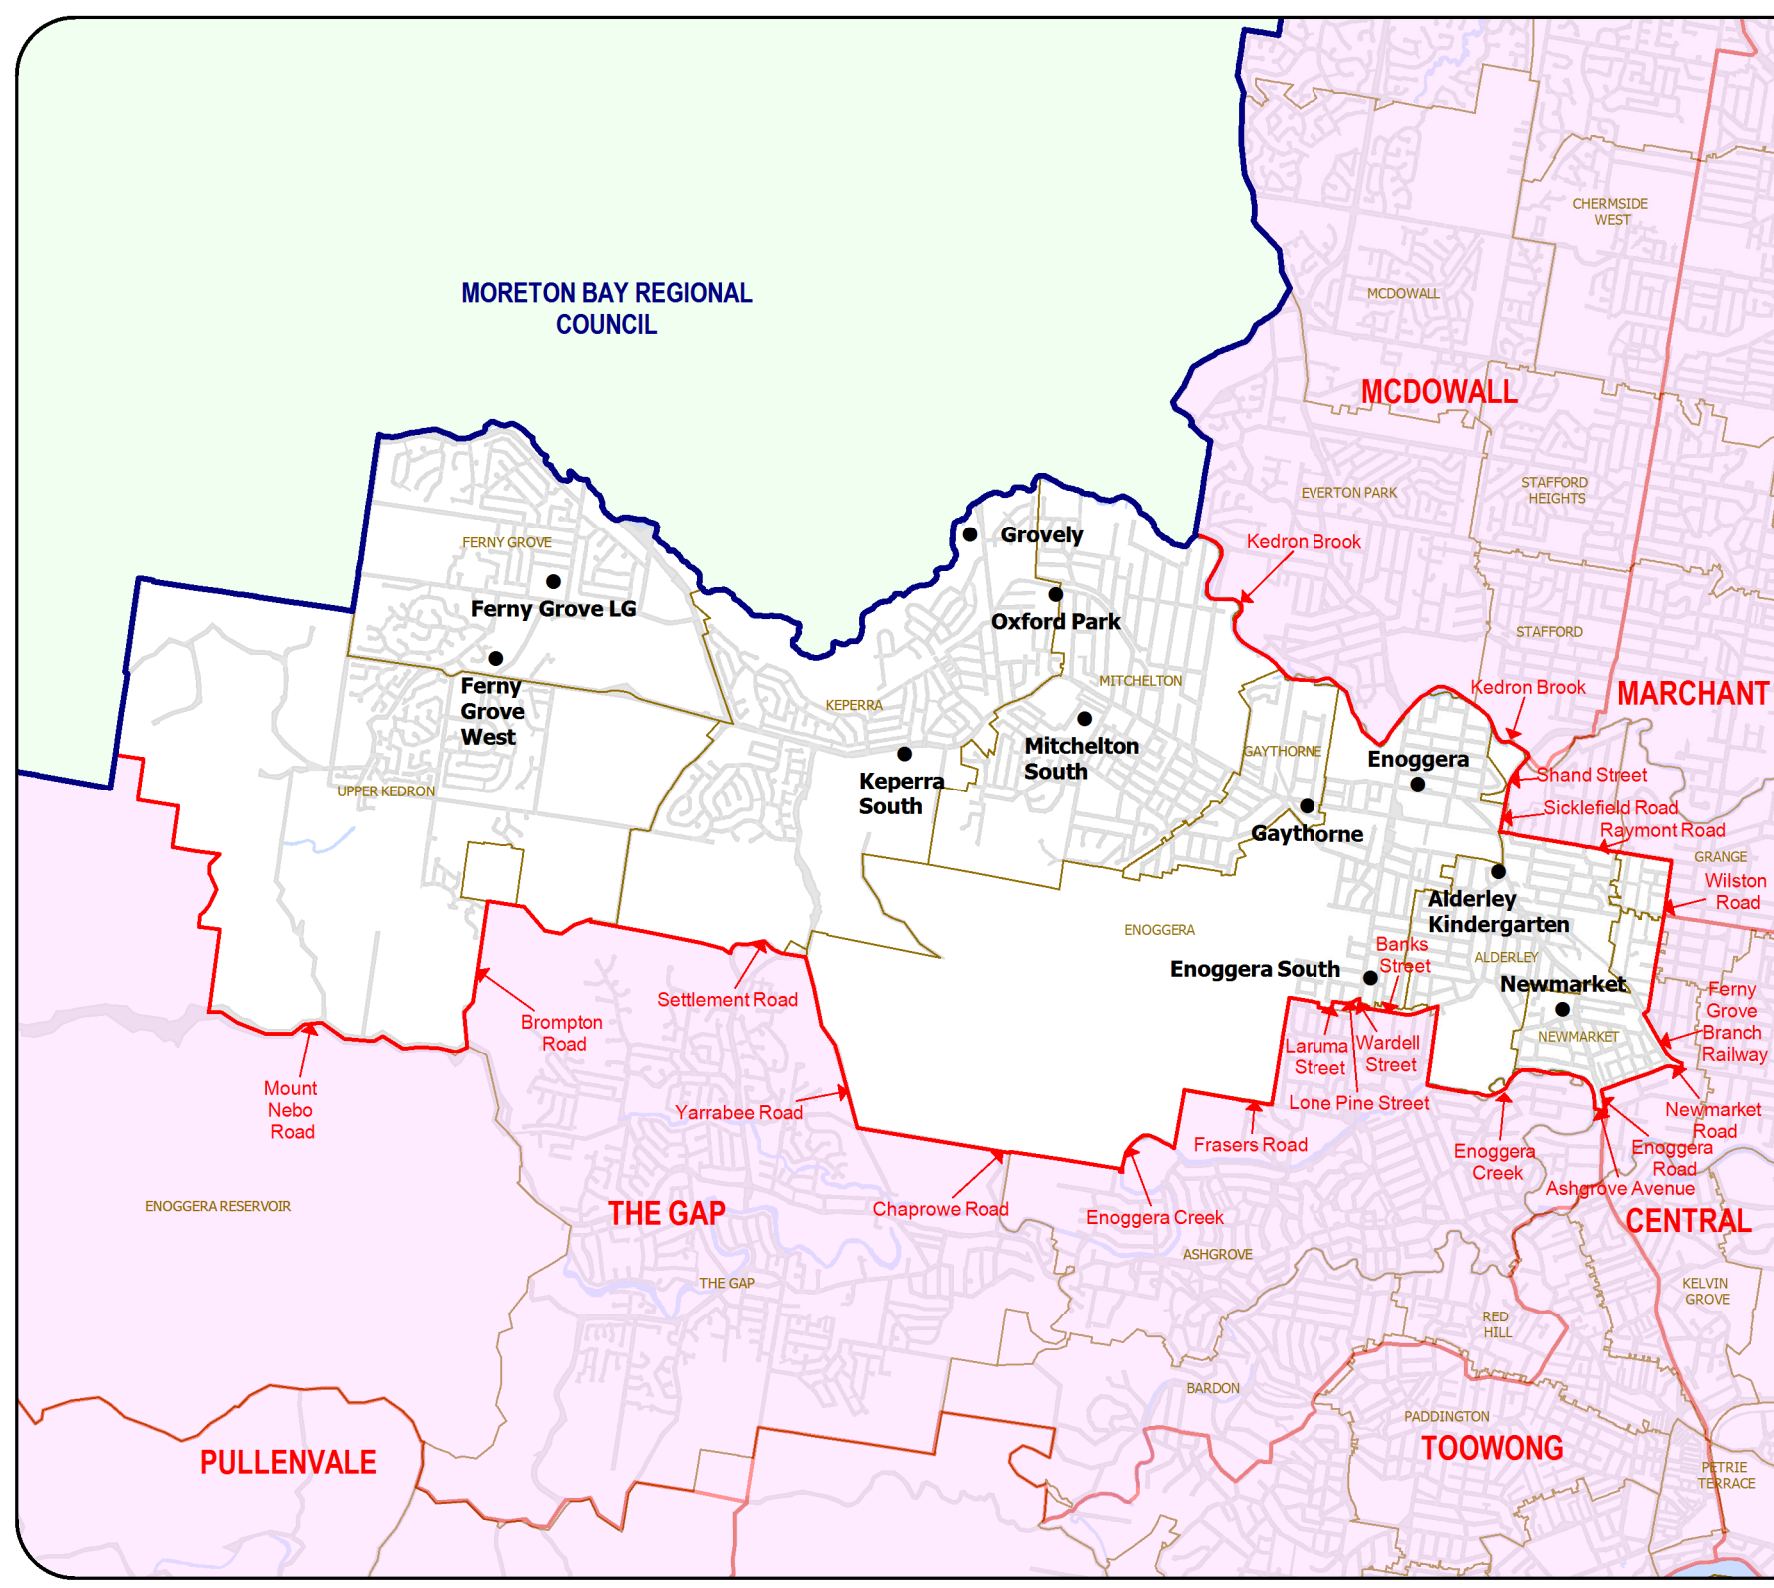 CHERMSIDE
WEST
MORETON BAY REGIONAL
COUNCIL
MCDOWALL
MCDOWALL
STAFFORD
HEIGHTS
EVERTON PARK
Kedron Brook
FERNY GROVE
Grovely
Ferny Grove LG
Oxford Park
STAFFORD
Ferny
Grove
West
MITCHELTON
KEPERRA
Kedron Brook
MARCHANT
Mitchelton
South
GAYTHORNE
Enoggera
Keperra
South
Shand Street
UPPER KEDRON
Sicklefield Road
Raymont Road
Gaythorne
GRANGE
Wilston
Road
Alderley
Kindergarten
ENOGGERA
Banks
Street
ALDERLEY
Enoggera South
Newmarket
Settlement Road
Ferny
Grove
Branch
Railway
Brompton
Road
NEWMARKET
Laruma
Street
Wardell
Street
Mount
Nebo
Road
Yarrabee Road
Lone Pine Street
Newmarket
Road
Frasers Road
Enoggera
Creek
Enoggera
Road
Ashgrove Avenue
ENOGGERA RESERVOIR
THE GAP
Chaprowe Road
Enoggera Creek
CENTRAL
ASHGROVE
THE GAP
KELVIN
GROVE
RED
HILL
BARDON
PADDINGTON
PULLENVALE
TOOWONG
PETRIE
TERRACE